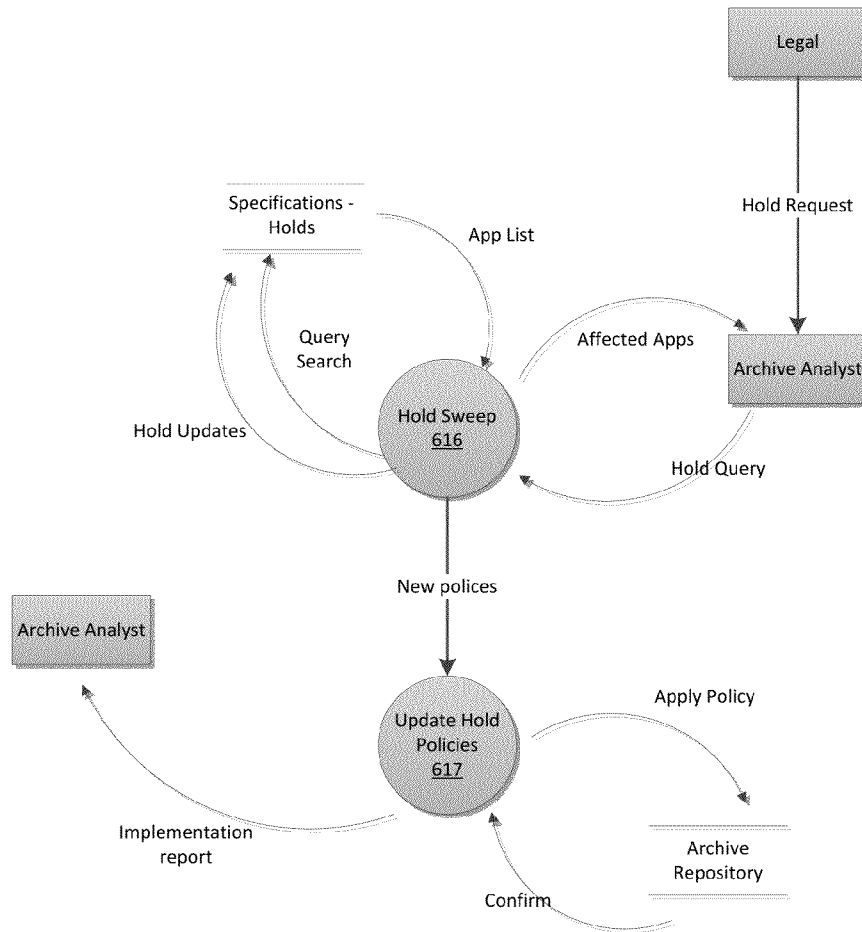 Legal
Hold Request
Specifications -
Holds
App List
Query
Search
Hold Updates
Affected Apps
Archive Analyst
Hold Sweep
616
Hold Query
New polices
Archive Analyst
Update Hold
Policies
617
Apply Policy
Implementation
report
Archive
Repository
Confirm